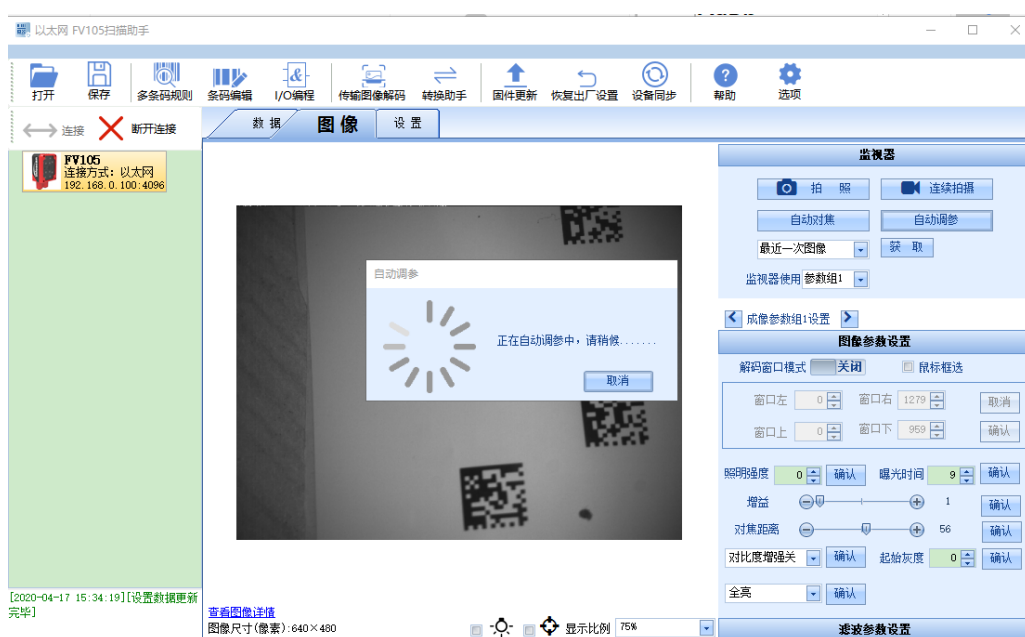 以太网 FV105扫描助手
打开 保存 多条码规则 条码编辑 I/O编程 传输图像解码 转换助手 固件更新 恢复出厂设置 设备同步 帮助 选项
连接 断开连接
数 据 图 像 设 置
FV105
连接方式: 以太网
192.168.0.100:4096
监视器
拍 照 连续拍摄
自动对焦 自动调参
最近一次图像 获 取
监视器使用 参数组1
成像参数组1设置
图像参数设置
解码窗口模式 关闭 鼠标框选
窗口左 0 窗口右 1279 取消
窗口上 0 窗口下 959 确认
照明强度 0 确认 曝光时间 9 确认
增益 1 确认
对焦距离 56 确认
对比度增强关 确认 起始灰度 0 确认
全亮 确认
滤波参数设置
自动调参
正在自动调参中，请稍候.......
取消
[2020-04-17 15:34:19][设置数据更新
完毕]
查看图像详情
图像尺寸(像素):640×480
显示比例 75%